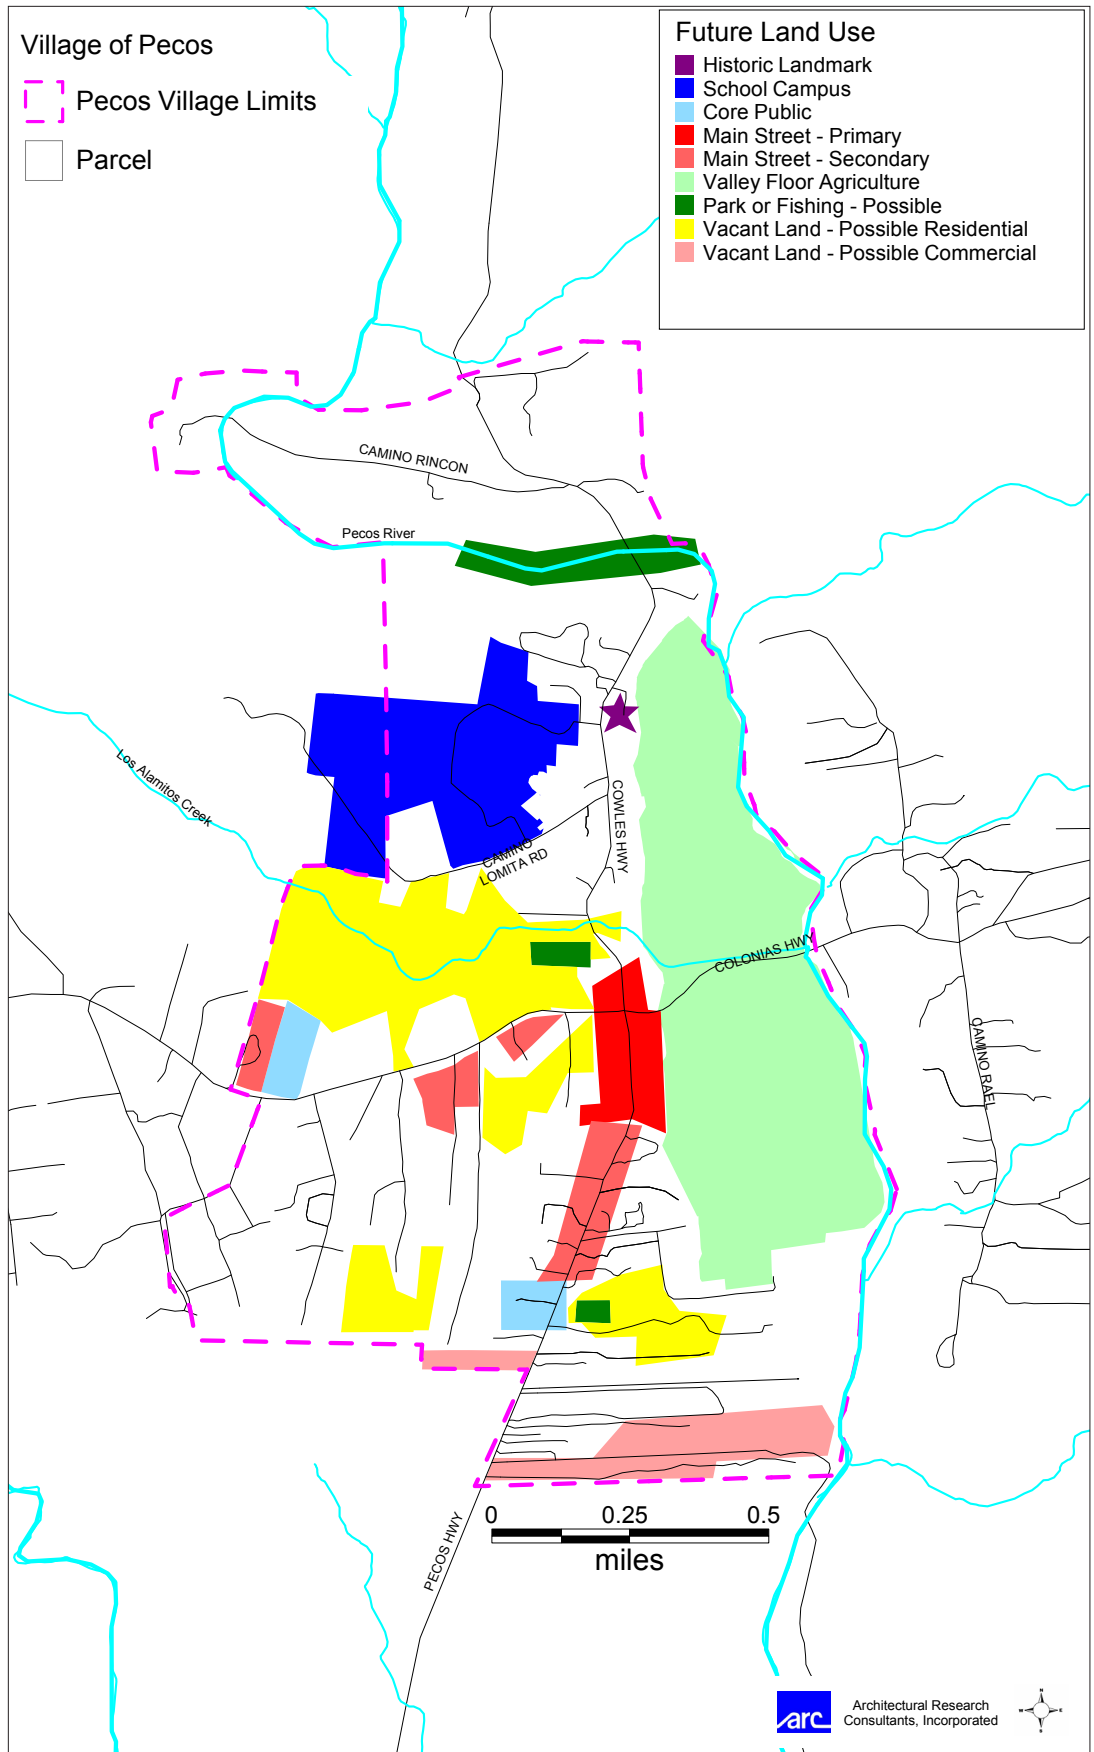 Village of Pecos
Pecos Village Limits
Parcel
Future Land Use
Historic Landmark
School Campus
Core Public
Main Street - Primary
Main Street - Secondary
Valley Floor Agriculture
Park or Fishing - Possible
Vacant Land - Possible Residential
Vacant Land - Possible Commercial
CAMINO RINCON
Pecos River
Los Alamitos Creek
COWLES HWY
CAMINO
LOMITA RD
COLONIAS HWY
CAMINO RAEL
PECOS HWY
0 0.25 0.5
miles
arc
Architectural Research
Consultants, Incorporated
N
W E
S